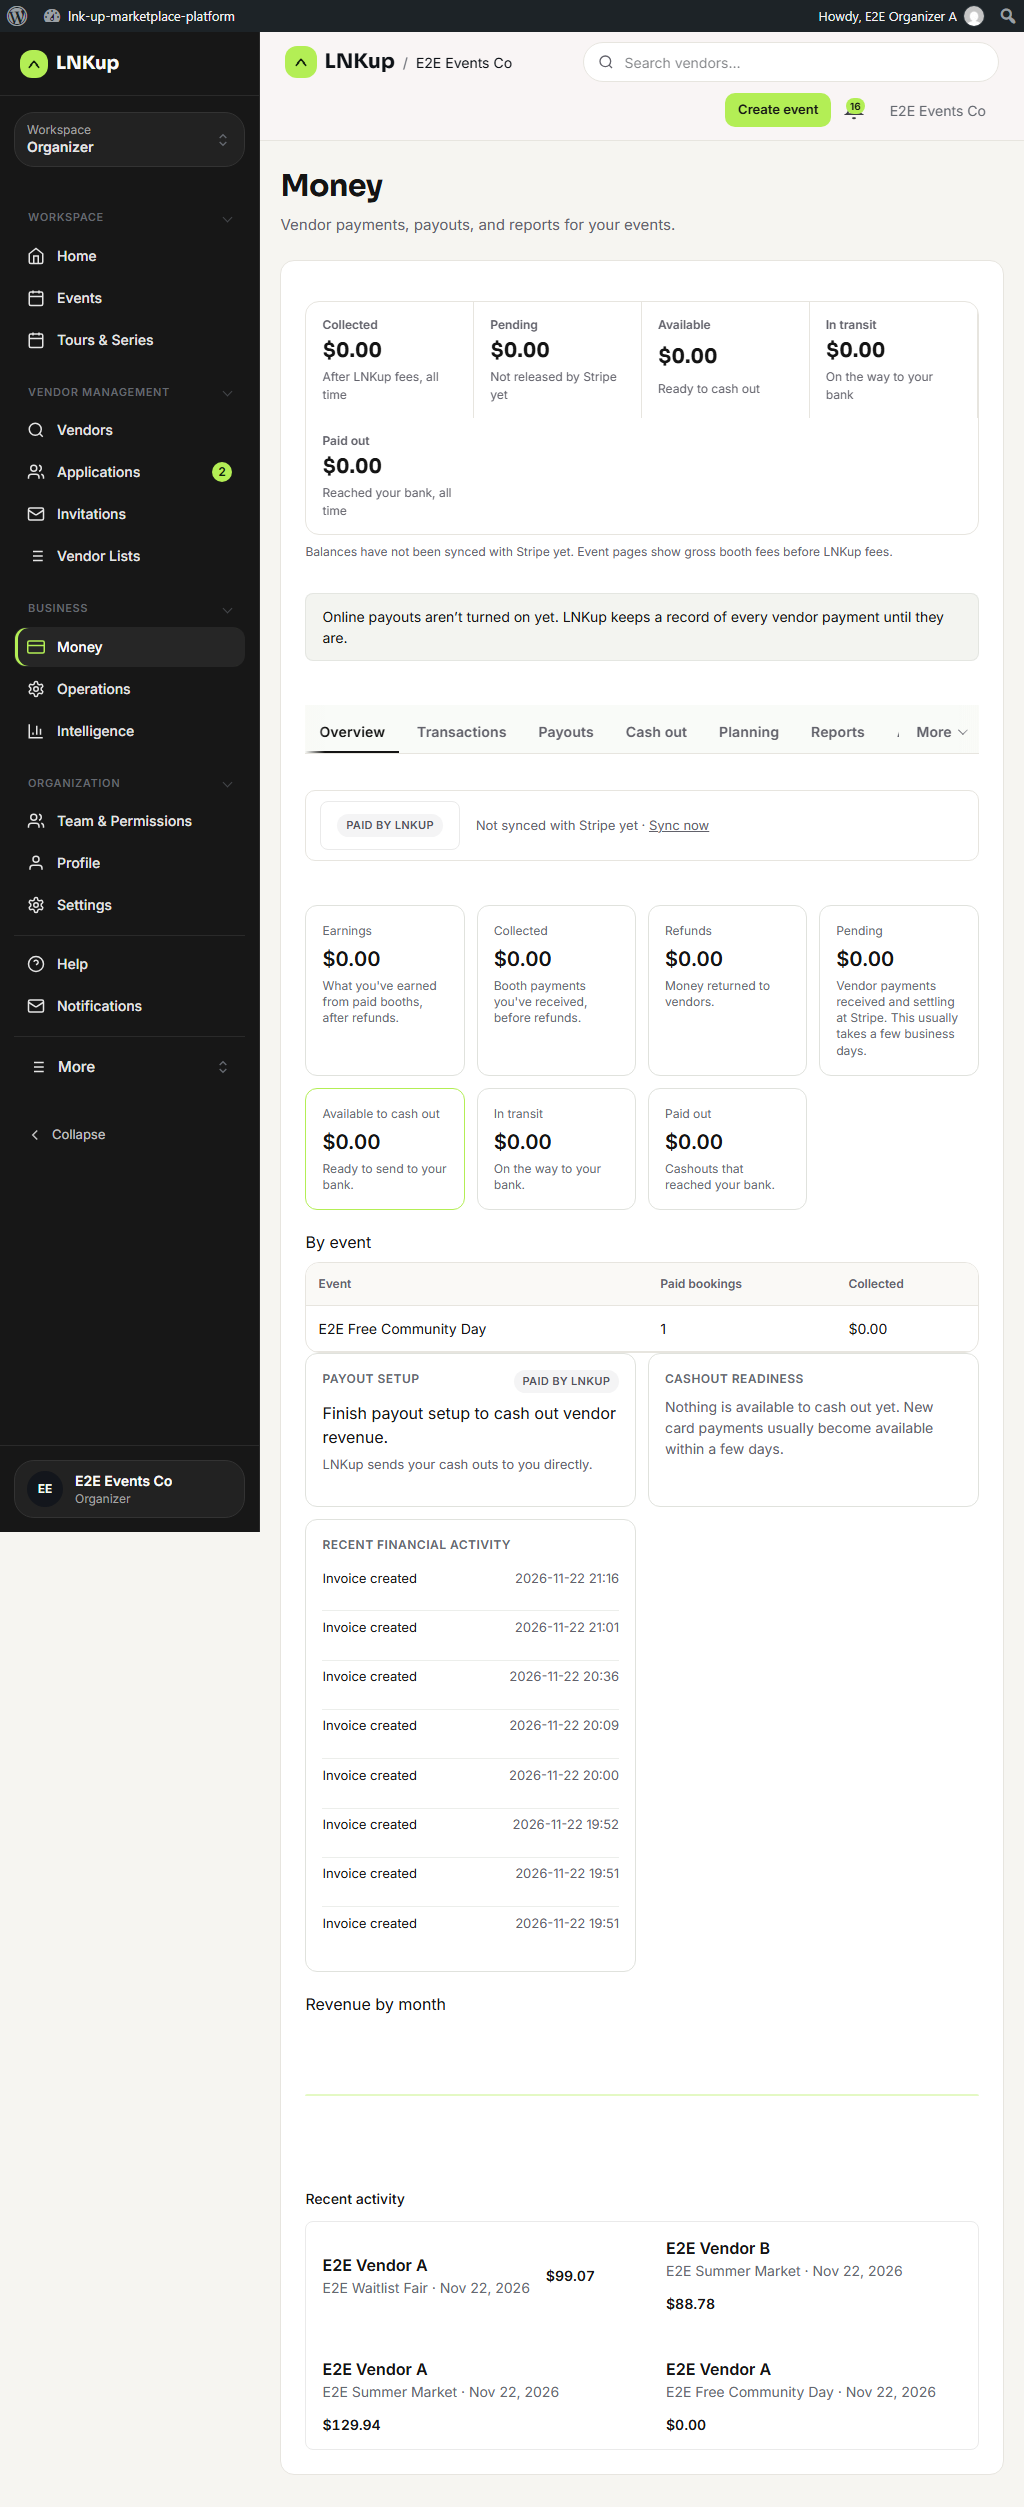 lnk-up-marketplace-platform
Howdy, E2E Organizer A
LNKup
LNKup / E2E Events Co
Search vendors...
Create event
16
E2E Events Co
Workspace
Organizer
WORKSPACE
Home
Events
Tours & Series
VENDOR MANAGEMENT
Vendors
Applications 2
Invitations
Vendor Lists
BUSINESS
Money
Operations
Intelligence
ORGANIZATION
Team & Permissions
Profile
Settings
Help
Notifications
More
Collapse
EE
E2E Events Co
Organizer
Money
Vendor payments, payouts, and reports for your events.
Collected
$0.00
After LNKup fees, all
time
Pending
$0.00
Not released by Stripe
yet
Available
$0.00
Ready to cash out
In transit
$0.00
On the way to your
bank
Paid out
$0.00
Reached your bank, all
time
Balances have not been synced with Stripe yet. Event pages show gross booth fees before LNKup fees.
Online payouts aren’t turned on yet. LNKup keeps a record of every vendor payment until they
are.
Overview Transactions Payouts Cash out Planning Reports More
PAID BY LNKUP
Not synced with Stripe yet · Sync now
Earnings
$0.00
What you've earned
from paid booths,
after refunds.
Collected
$0.00
Booth payments
you've received,
before refunds.
Refunds
$0.00
Money returned to
vendors.
Pending
$0.00
Vendor payments
received and settling
at Stripe. This usually
takes a few business
days.
Available to cash out
$0.00
Ready to send to your
bank.
In transit
$0.00
On the way to your
bank.
Paid out
$0.00
Cashouts that
reached your bank.
By event
Event Paid bookings Collected
E2E Free Community Day 1 $0.00
PAYOUT SETUP PAID BY LNKUP
Finish payout setup to cash out vendor
revenue.
LNKup sends your cash outs to you directly.
CASHOUT READINESS
Nothing is available to cash out yet. New
card payments usually become available
within a few days.
RECENT FINANCIAL ACTIVITY
Invoice created 2026-11-22 21:16
Invoice created 2026-11-22 21:01
Invoice created 2026-11-22 20:36
Invoice created 2026-11-22 20:09
Invoice created 2026-11-22 20:00
Invoice created 2026-11-22 19:52
Invoice created 2026-11-22 19:51
Invoice created 2026-11-22 19:51
Revenue by month
Recent activity
E2E Vendor A
E2E Waitlist Fair · Nov 22, 2026
$99.07
E2E Vendor B
E2E Summer Market · Nov 22, 2026
$88.78
E2E Vendor A
E2E Summer Market · Nov 22, 2026
$129.94
E2E Vendor A
E2E Free Community Day · Nov 22, 2026
$0.00